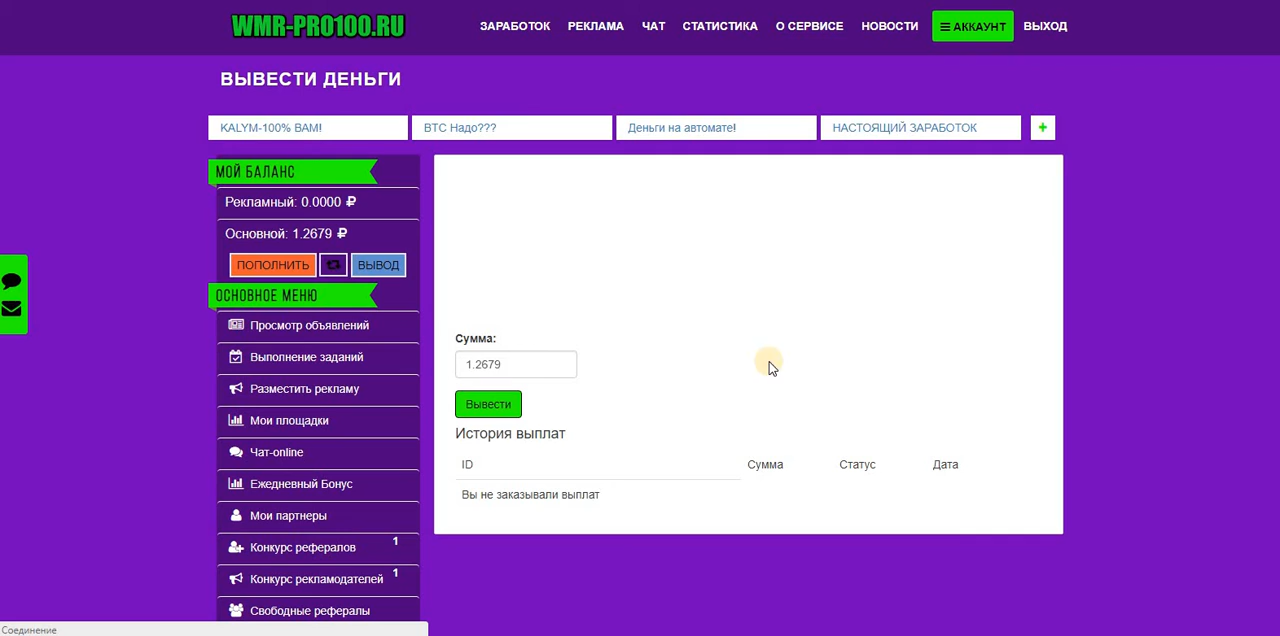 WMR-PRO100.RU
ЗАРАБОТОК РЕКЛАМА ЧАТ СТАТИСТИКА О СЕРВИСЕ НОВОСТИ АККАУНТ ВЫХОД
ВЫВЕСТИ ДЕНЬГИ
KALYM-100% ВАМ! BTC Надо??? Деньги на автомате! НАСТОЯЩИЙ ЗАРАБОТОК +
МОЙ БАЛАНС
Рекламный: 0.0000 ₽
Основной: 1.2679 ₽
ПОПОЛНИТЬ ВЫВОД
ОСНОВНОЕ МЕНЮ
Просмотр объявлений
Выполнение заданий
Разместить рекламу
Мои площадки
Чат-online
Ежедневный Бонус
Мои партнеры
Конкурс рефералов 1
Конкурс рекламодателей 1
Свободные рефералы
Сумма:
1.2679
Вывести
История выплат
ID Сумма Статус Дата
Вы не заказывали выплат
Соединение